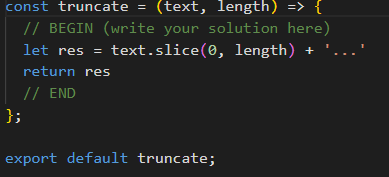 const truncate = (text, length) => {
// BEGIN (write your solution here)
let res = text.slice(0, length) + '...'
return res
// END
};
export default truncate;